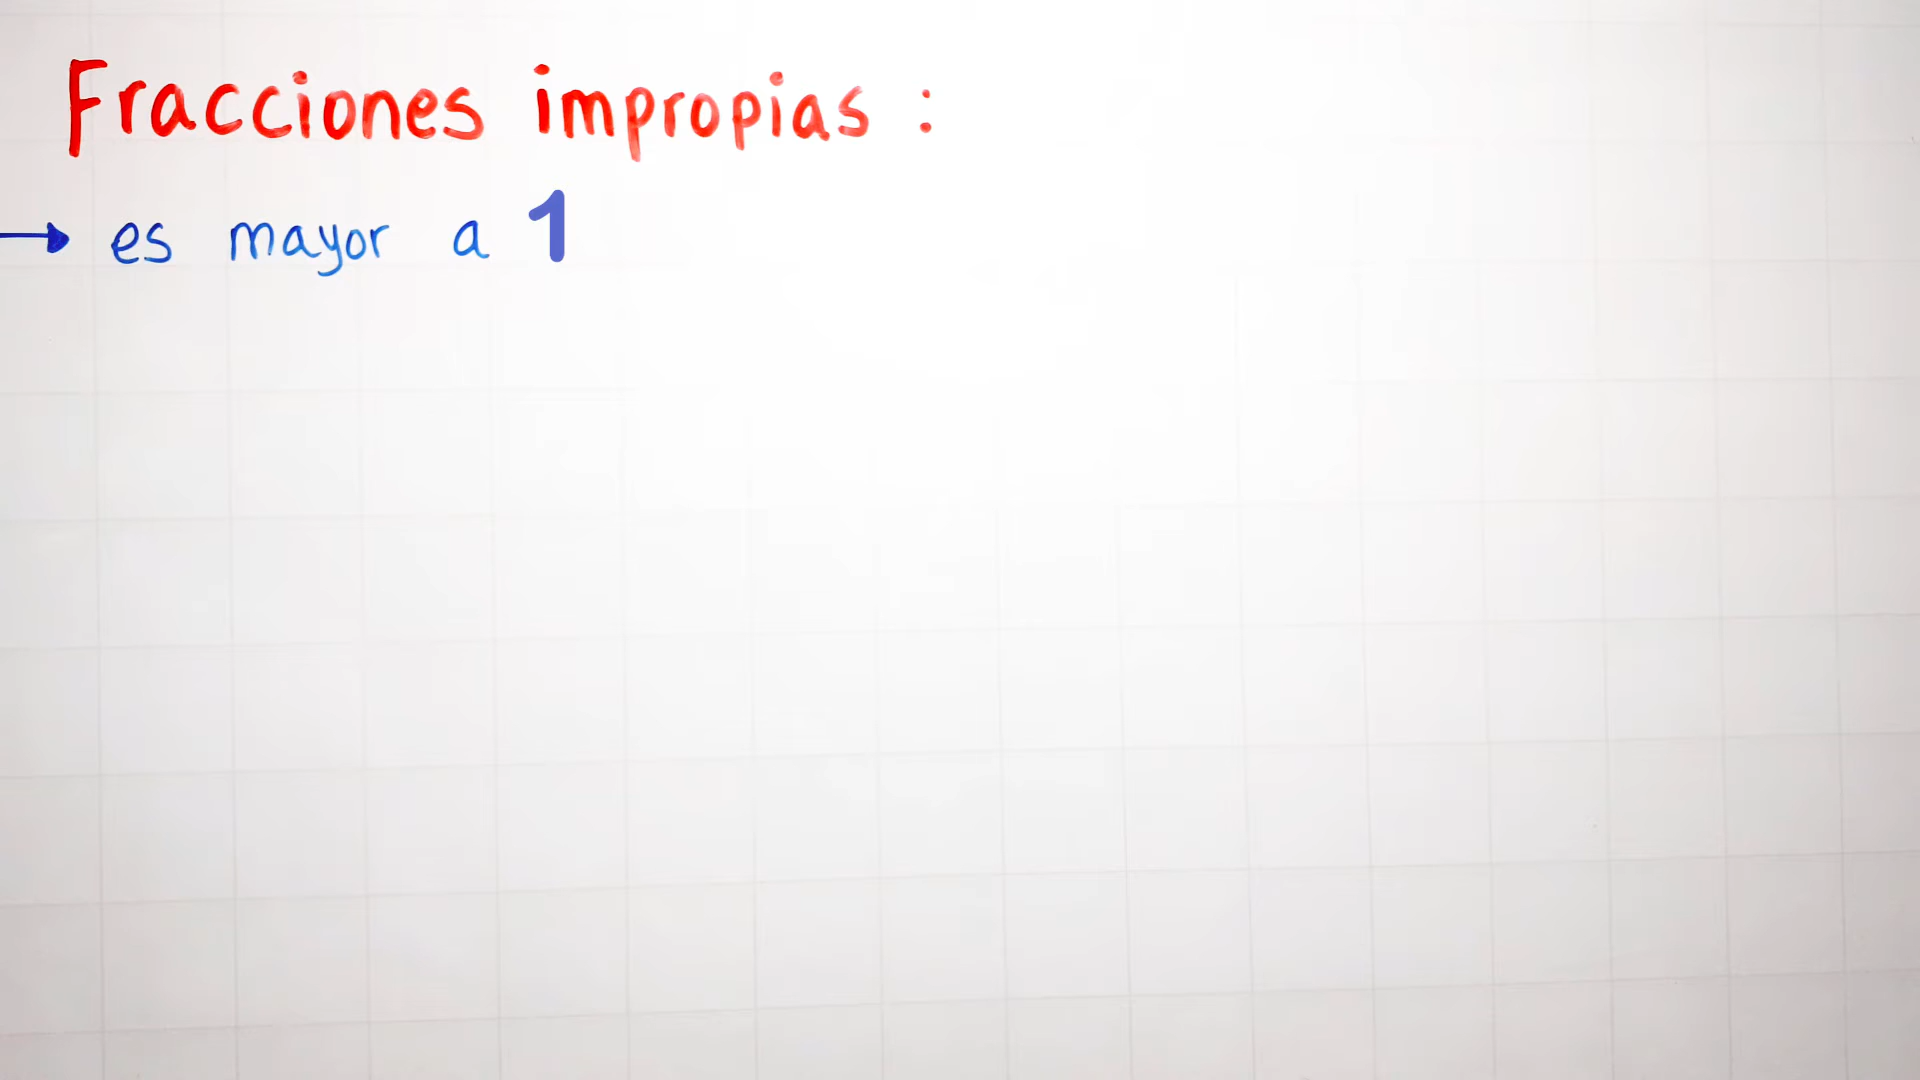 Fracciones impropias :
→ es mayor a 1